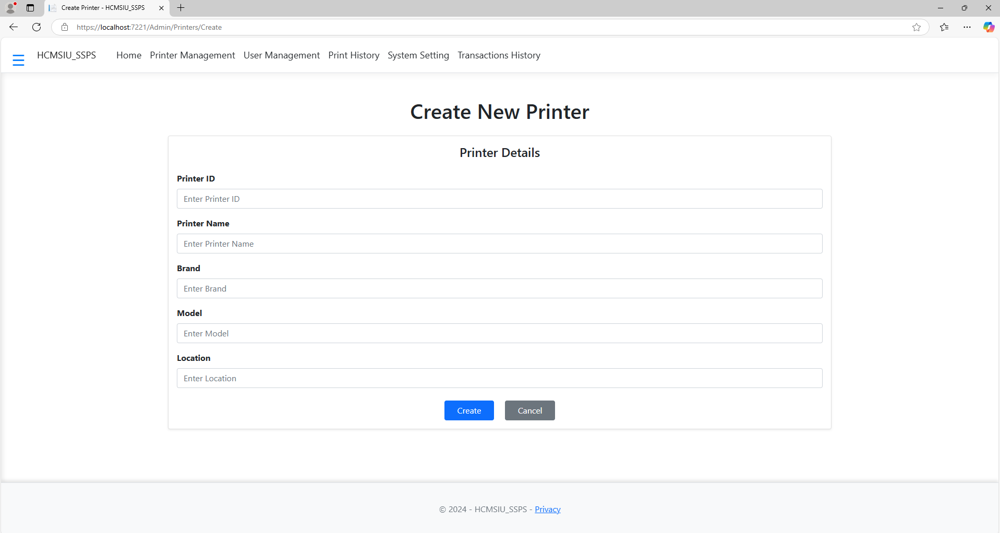 Create Printer - HCMSIU_SSPS
https://localhost:7221/Admin/Printers/Create
HCMSIU_SSPS Home Printer Management User Management Print History System Setting Transactions History
Create New Printer
Printer Details
Printer ID
Enter Printer ID
Printer Name
Enter Printer Name
Brand
Enter Brand
Model
Enter Model
Location
Enter Location
Create Cancel
© 2024 - HCMSIU_SSPS - Privacy